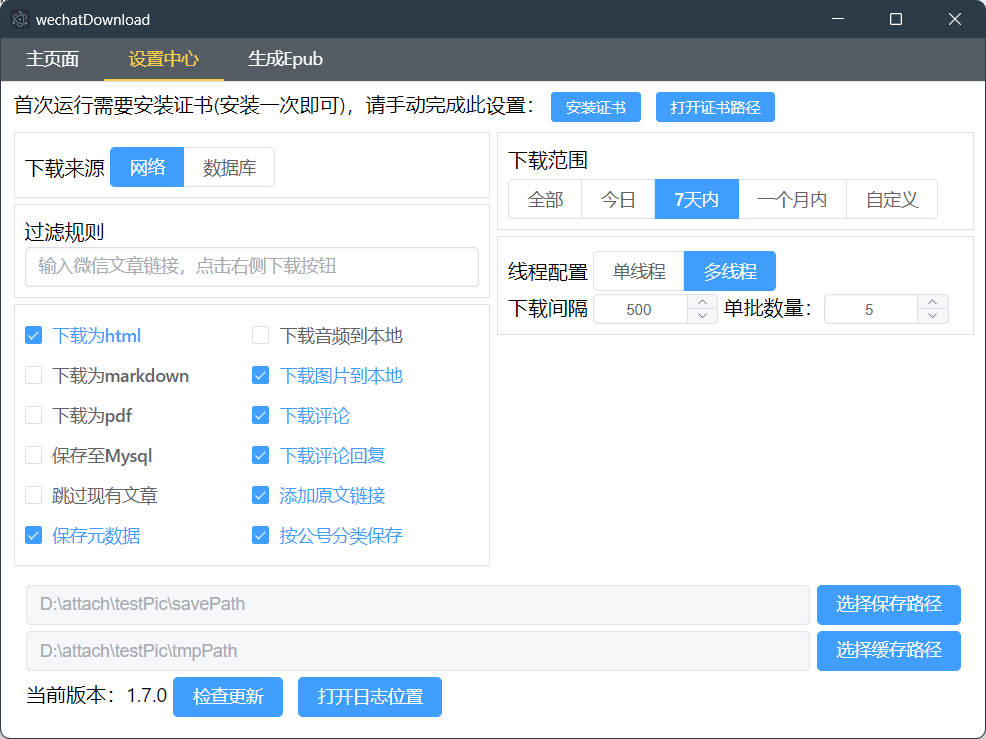 wechatDownload
主页面 设置中心 生成Epub
首次运行需要安装证书(安装一次即可)，请手动完成此设置： 安装证书 打开证书路径
下载来源 网络 数据库
过滤规则
输入微信文章链接，点击右侧下载按钮
下载范围
全部 今日 7天内 一个月内 自定义
线程配置 单线程 多线程
下载间隔 500 单批数量： 5
下载为html 下载音频到本地
下载为markdown 下载图片到本地
下载为pdf 下载评论
保存至Mysql 下载评论回复
跳过现有文章 添加原文链接
保存元数据 按公号分类保存
D:\attach\testPic\savePath 选择保存路径
D:\attach\testPic\tmpPath 选择缓存路径
当前版本：1.7.0 检查更新 打开日志位置